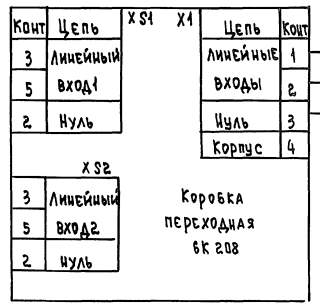 Конт Цепь XS1 X1 Цепь Конт
3 Линейный Линейные 1
5 Вход1 Входы 2
2 Нуль Нуль 3
Корпус 4
XS2
3 Линейный
5 Вход2
2 Нуль
Коробка
переходная
6К 208